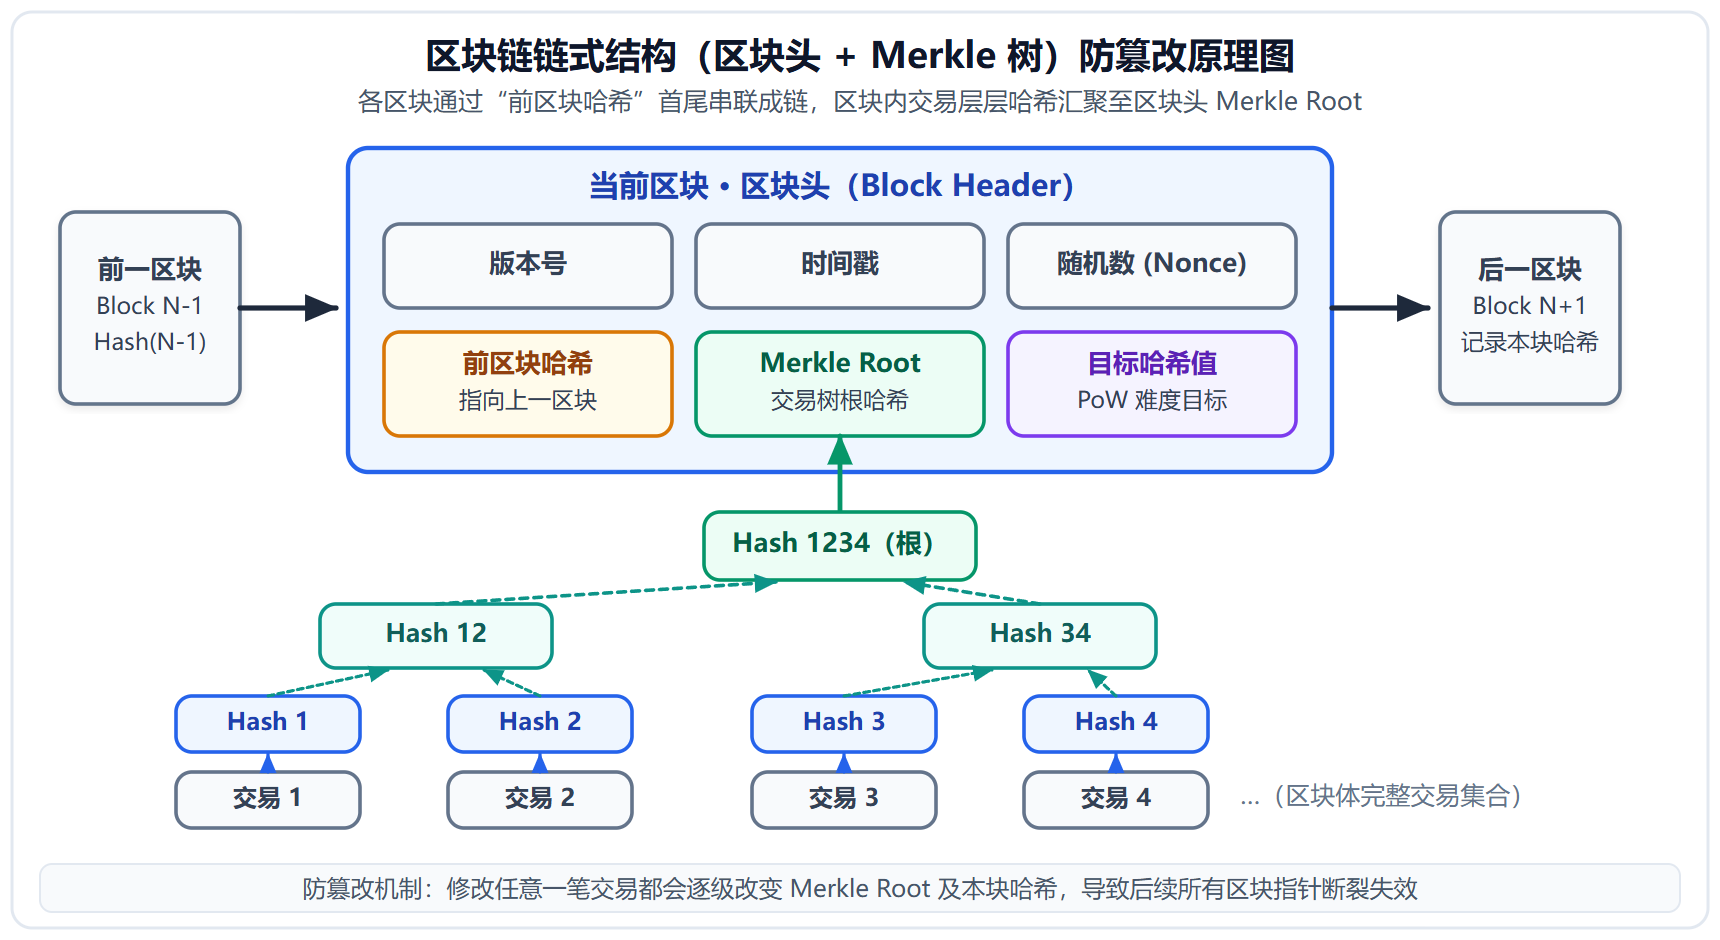 区块链链式结构（区块头 + Merkle 树）防篡改原理图
各区块通过“前区块哈希”首尾串联成链，区块内交易层层哈希汇聚至区块头 Merkle Root
当前区块 · 区块头（Block Header）
前一区块
Block N-1
Hash(N-1)
版本号
时间戳
随机数 (Nonce)
前区块哈希
指向上一区块
Merkle Root
交易树根哈希
目标哈希值
PoW 难度目标
后一区块
Block N+1
记录本块哈希
Hash 1234（根）
Hash 12
Hash 34
Hash 1
Hash 2
Hash 3
Hash 4
交易 1
交易 2
交易 3
交易 4
...（区块体完整交易集合）
防篡改机制：修改任意一笔交易都会逐级改变 Merkle Root 及本块哈希，导致后续所有区块指针断裂失效